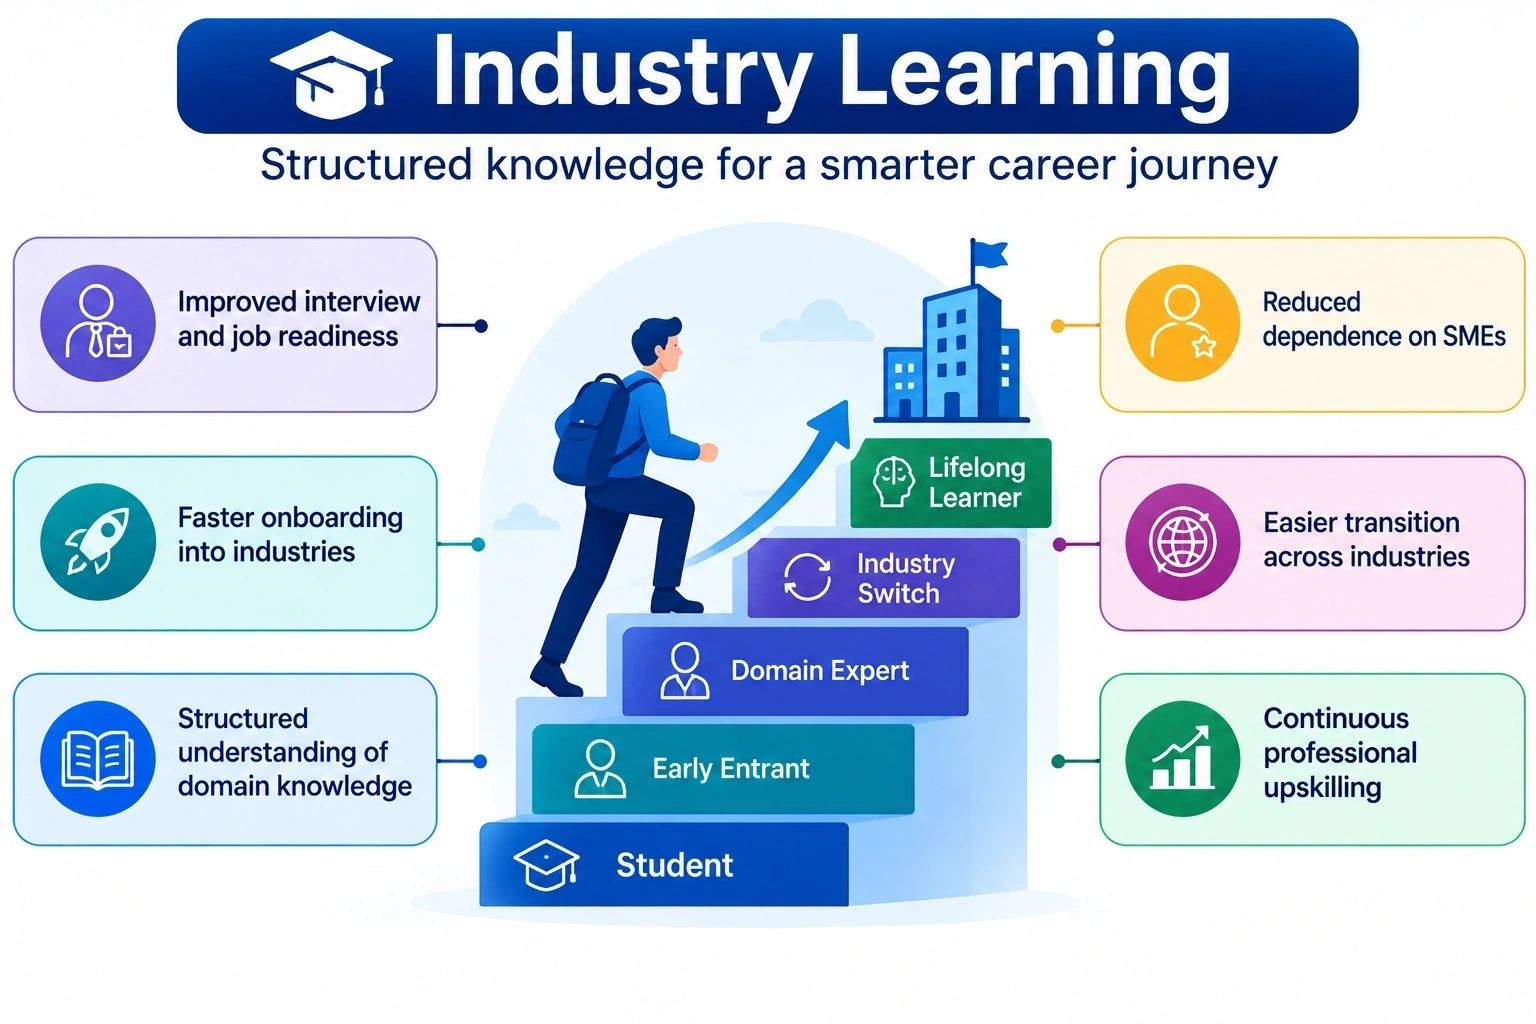 Industry Learning
Structured knowledge for a smarter career journey
Improved interview
and job readiness
Faster onboarding
into industries
Structured
understanding of
domain knowledge
Lifelong
Learner
Industry
Switch
Domain Expert
Early Entrant
Student
Reduced
dependence on SMEs
Easier transition
across industries
Continuous
professional
upskilling